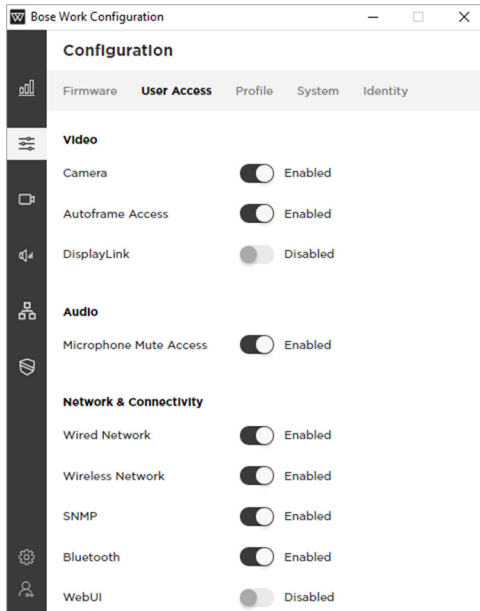 Bose Work Configuration
Configuration
Firmware User Access Profile System Identity
Video
Camera Enabled
Autoframe Access Enabled
DisplayLink Disabled
Audio
Microphone Mute Access Enabled
Network & Connectivity
Wired Network Enabled
Wireless Network Enabled
SNMP Enabled
Bluetooth Enabled
WebUI Disabled